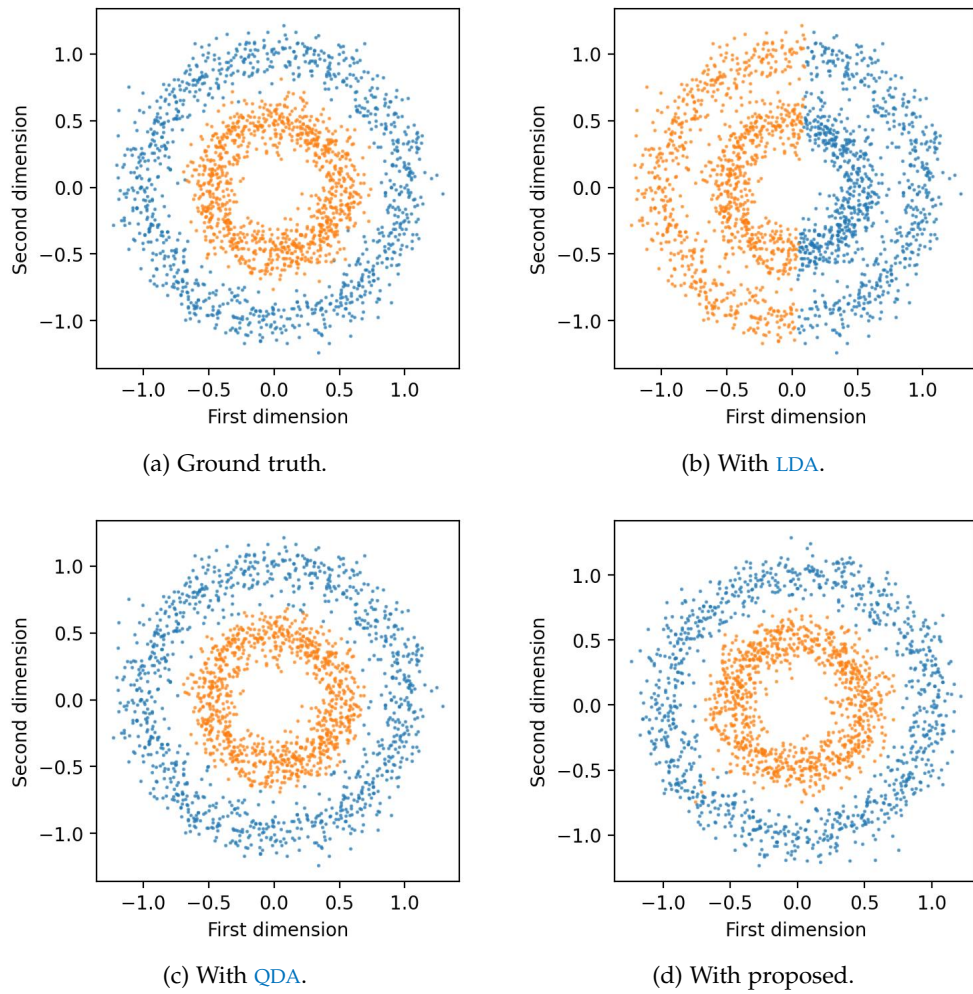 1.0
0.5
0.0
−0.5
−1.0
Second dimension
−1.0 −0.5 0.0 0.5 1.0
First dimension
(a) Ground truth.
1.0
0.5
0.0
−0.5
−1.0
Second dimension
−1.0 −0.5 0.0 0.5 1.0
First dimension
(b) With LDA.
1.0
0.5
0.0
−0.5
−1.0
Second dimension
−1.0 −0.5 0.0 0.5 1.0
First dimension
(c) With QDA.
1.0
0.5
0.0
−0.5
−1.0
Second dimension
−1.0 −0.5 0.0 0.5 1.0
First dimension
(d) With proposed.